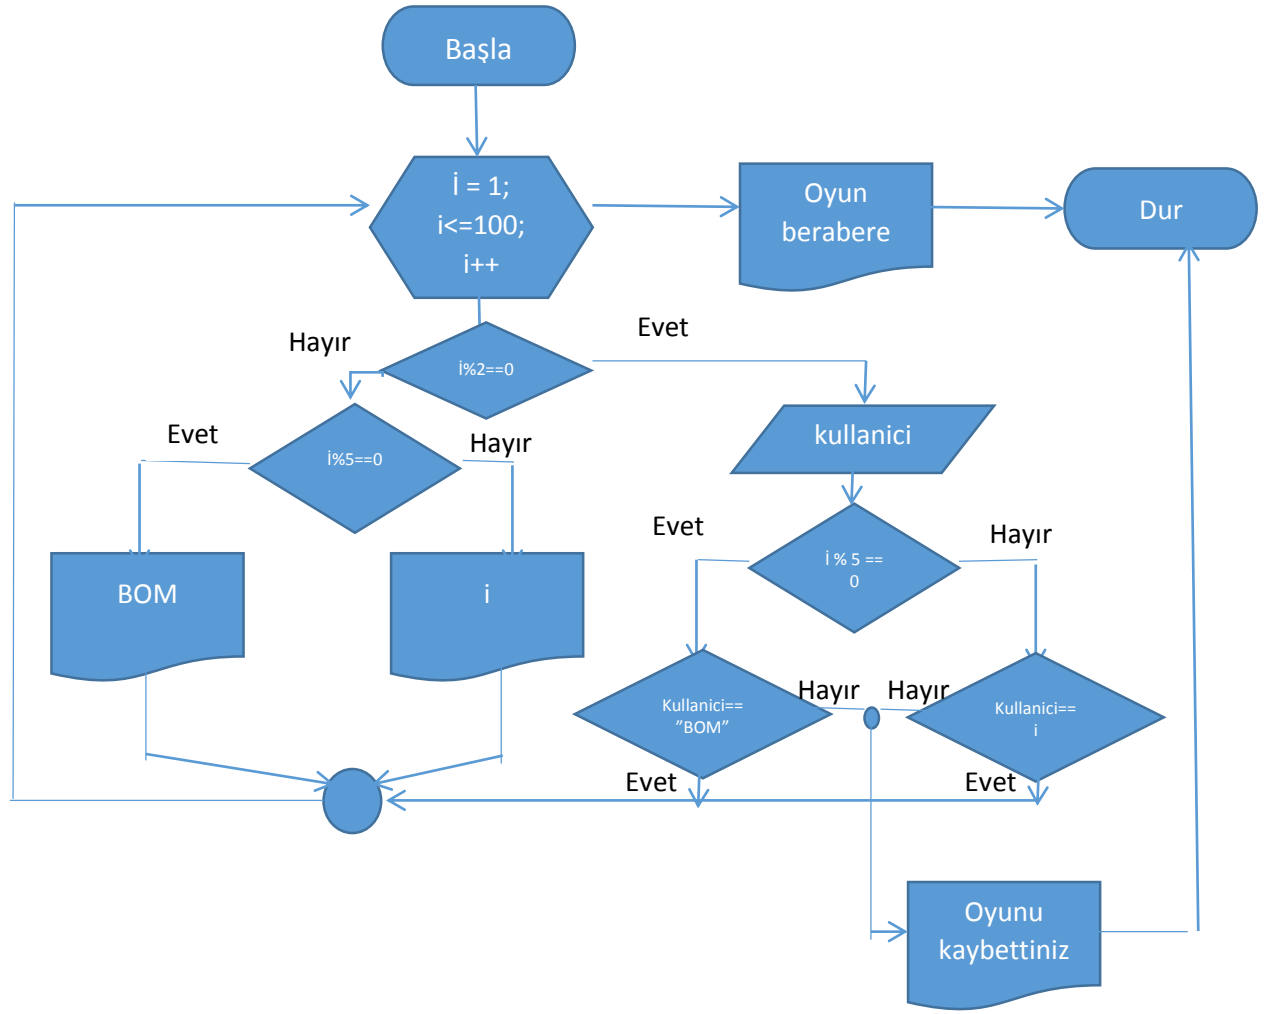 Başla
İ = 1;
i<=100;
i++
Oyun
berabere
Dur
Hayır
Evet
İ%2==0
Evet
İ%5==0
Hayır
kullanici
Evet
İ % 5 ==
0
Hayır
BOM
i
Kullanici==
”BOM”
Hayır
Hayır
Kullanici==
i
Evet
Evet
Oyunu
kaybettiniz